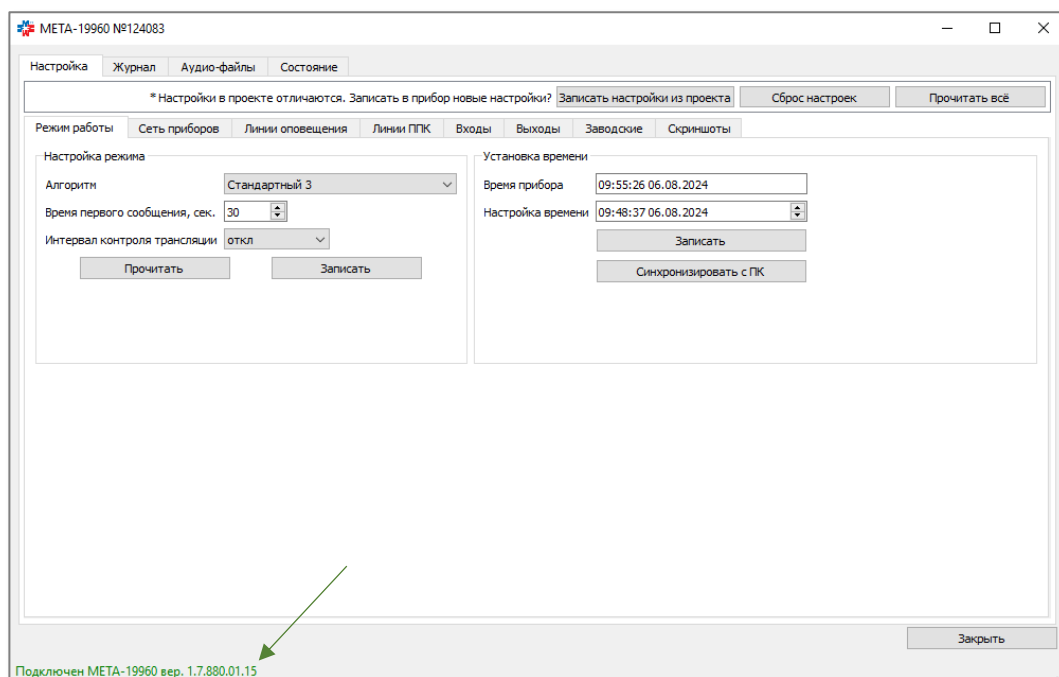 МЕТА-19960 №124083
Настройка Журнал Аудио-файлы Состояние
* Настройки в проекте отличаются. Записать в прибор новые настройки? Записать настройки из проекта Сброс настроек Прочитать всё
Режим работы Сеть приборов Линии оповещения Линии ППК Входы Выходы Заводские Скриншоты
Настройка режима Установка времени
Алгоритм Стандартный 3 Время прибора 09:55:26 06.08.2024
Время первого сообщения, сек. 30 Настройка времени 09:48:37 06.08.2024
Интервал контроля трансляции откл Записать
Прочитать Записать Синхронизировать с ПК
Закрыть
Подключен МЕТА-19960 вер. 1.7.880.01.15